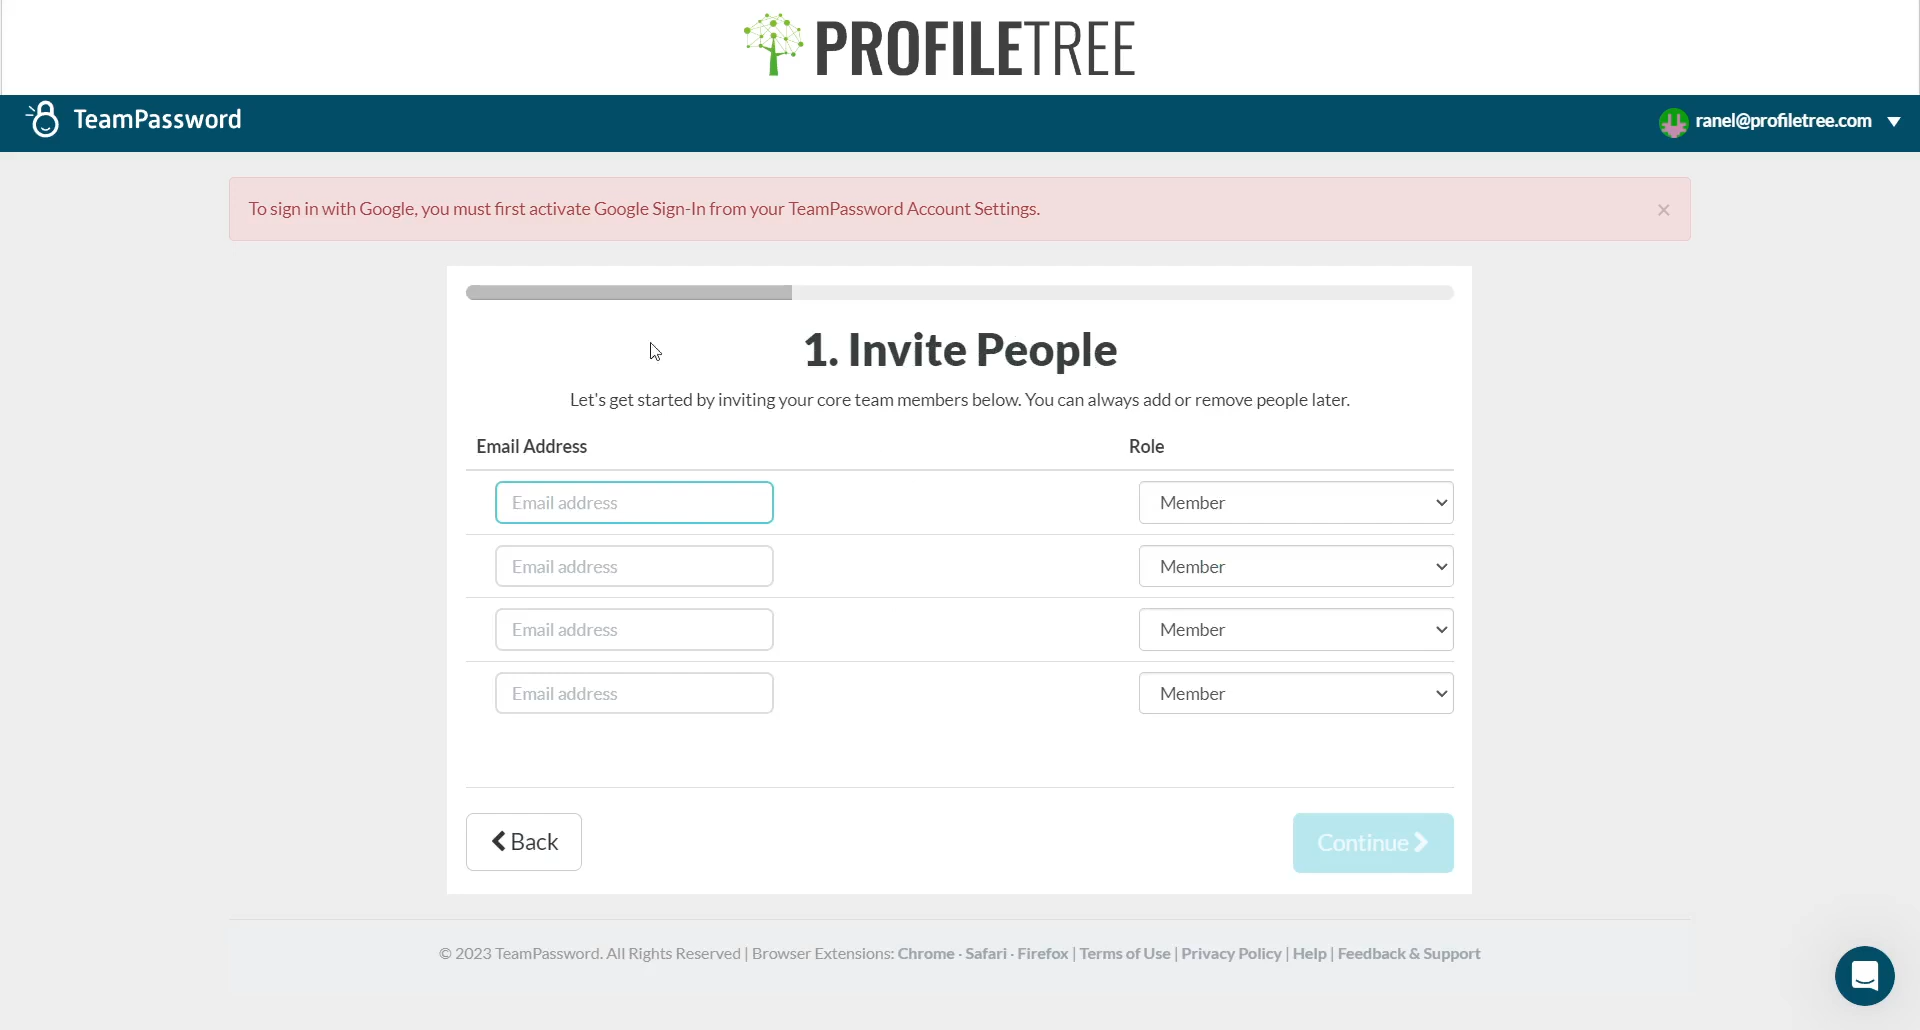 PROFILETREE
TeamPassword
ranel@profiletree.com
To sign in with Google, you must first activate Google Sign-In from your TeamPassword Account Settings.
×
1. Invite People
Let's get started by inviting your core team members below. You can always add or remove people later.
Email Address Role
Email address Member
Email address Member
Email address Member
Email address Member
Back Continue
© 2023 TeamPassword. All Rights Reserved | Browser Extensions: Chrome · Safari · Firefox | Terms of Use | Privacy Policy | Help | Feedback & Support